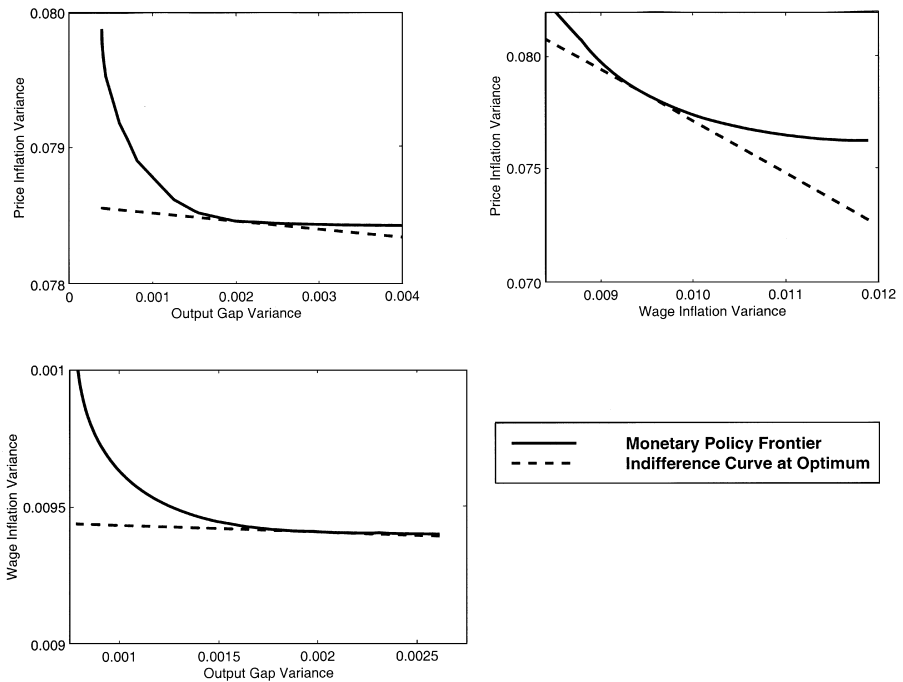 0.080
0.079
0.078
Price Inflation Variance
0
0.001
0.002
0.003
0.004
Output Gap Variance
0.080
0.075
0.070
Price Inflation Variance
0.009
0.010
0.011
0.012
Wage Inflation Variance
0.001
0.0095
0.009
Wage Inflation Variance
0.001
0.0015
0.002
0.0025
Output Gap Variance
Monetary Policy Frontier
Indifference Curve at Optimum